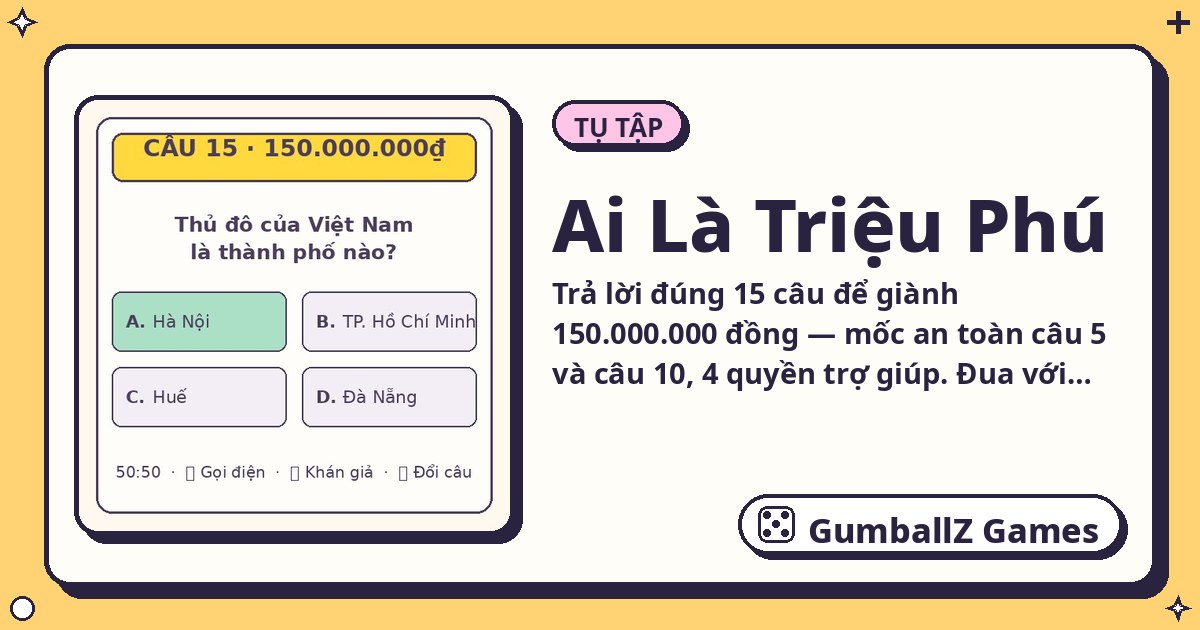 CÂU 15 · 150.000.000₫
Thủ đô của Việt Nam
là thành phố nào?
A. Hà Nội
B. TP. Hồ Chí Minh
C. Huế
D. Đà Nẵng
50:50 · Gọi điện · Khán giả · Đổi câu
TỤ TẬP
Ai Là Triệu Phú
Trả lời đúng 15 câu để giành
150.000.000 đồng — mốc an toàn câu 5
và câu 10, 4 quyền trợ giúp. Đua với...
GumballZ Games